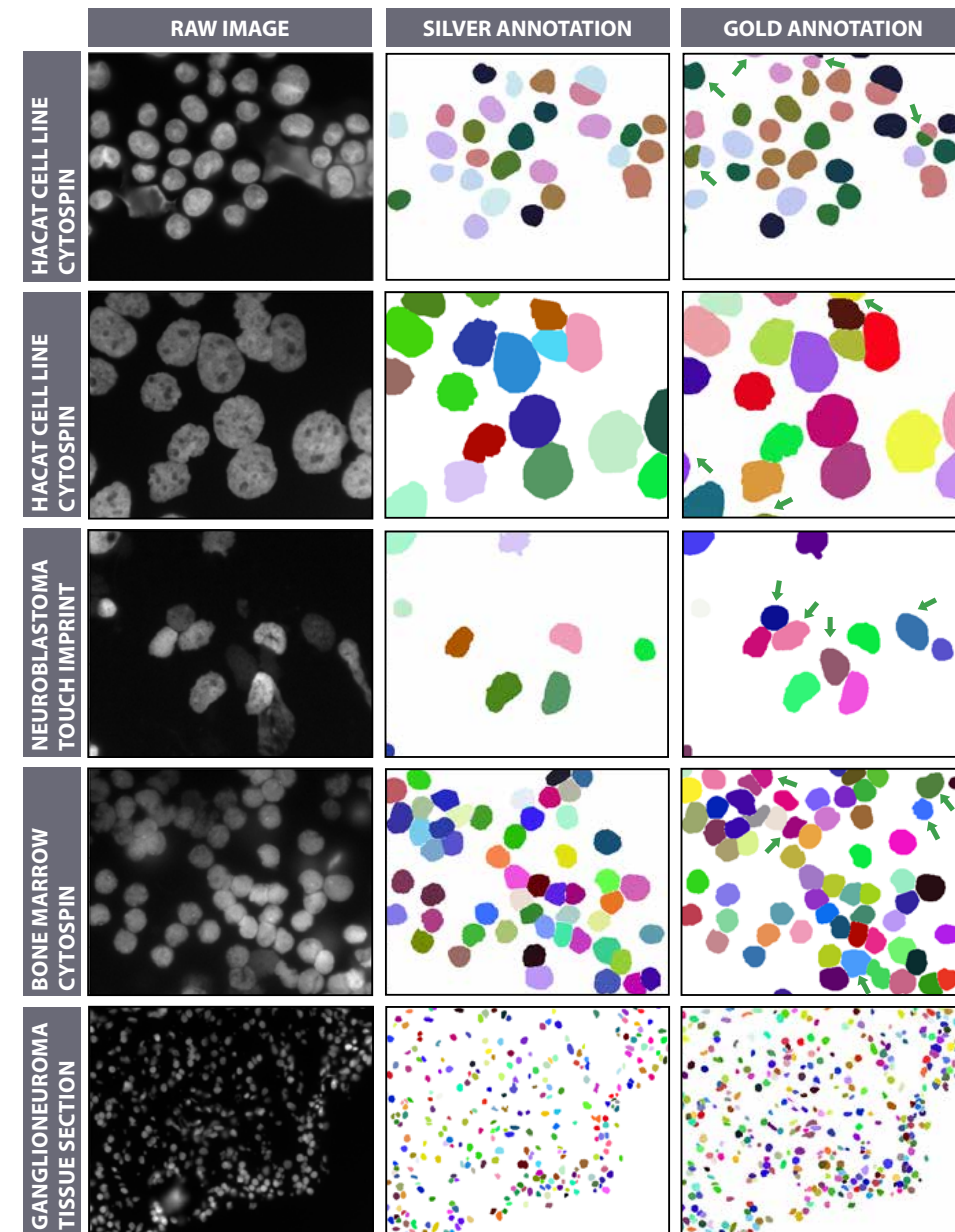 RAW IMAGE
SILVER ANNOTATION
GOLD ANNOTATION
HACAT CELL LINE
CYTOSPIN
HACAT CELL LINE
CYTOSPIN
NEUROBLASTOMA
TOUCH IMPRINT
BONE MARROW
CYTOSPIN
GANGLIONEUROMA
TISSUE SECTION